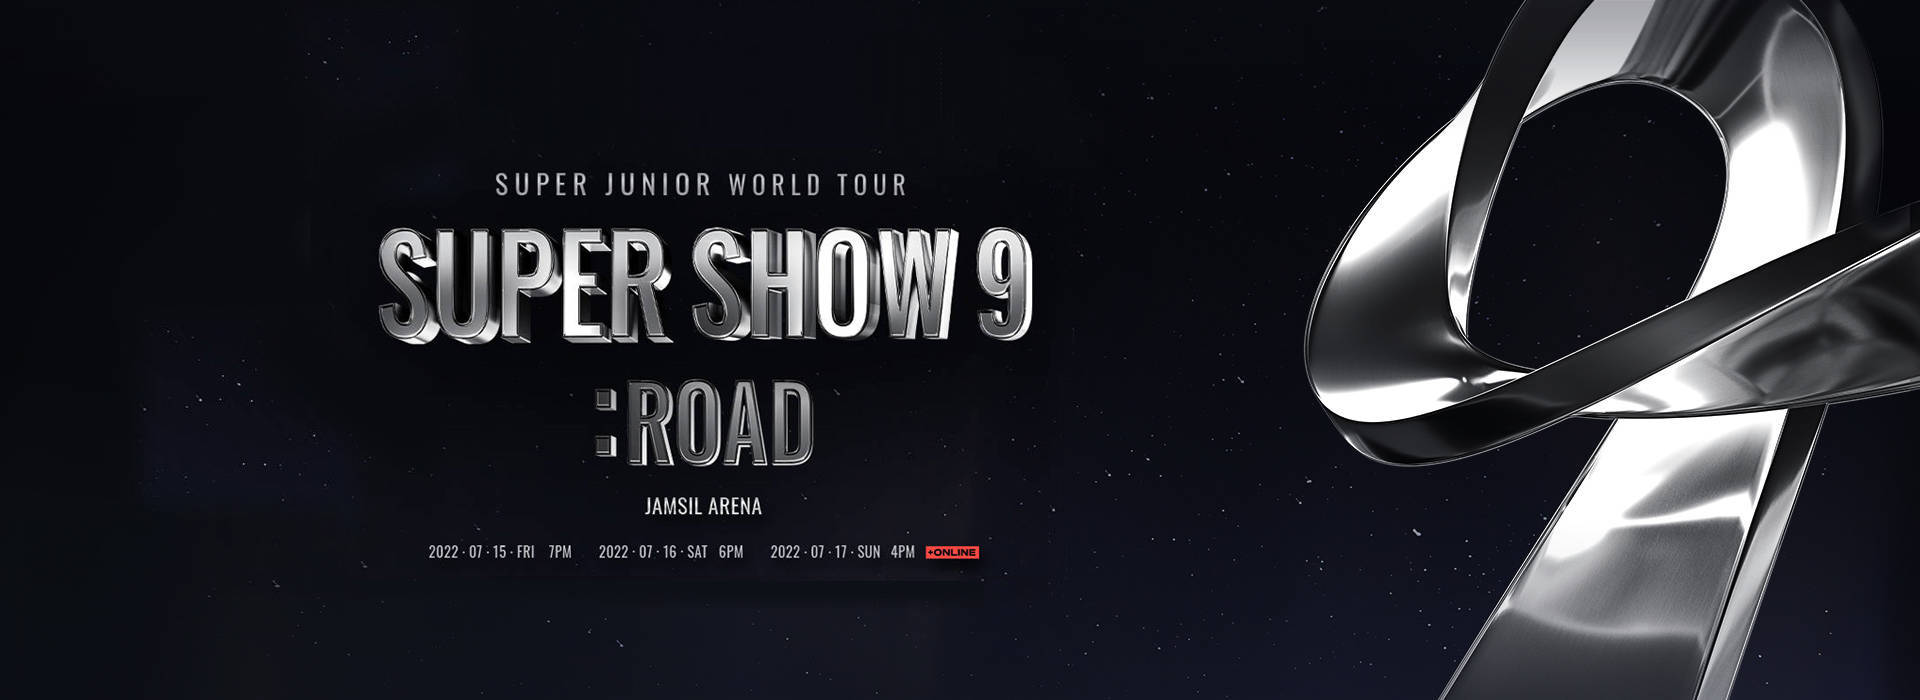 SUPER JUNIOR WORLD TOUR
SUPER SHOW 9
:ROAD
JAMSIL ARENA
2022 · 07 · 15 · FRI 7PM 2022 · 07 · 16 · SAT 6PM 2022 · 07 · 17 · SUN 4PM +ONLINE